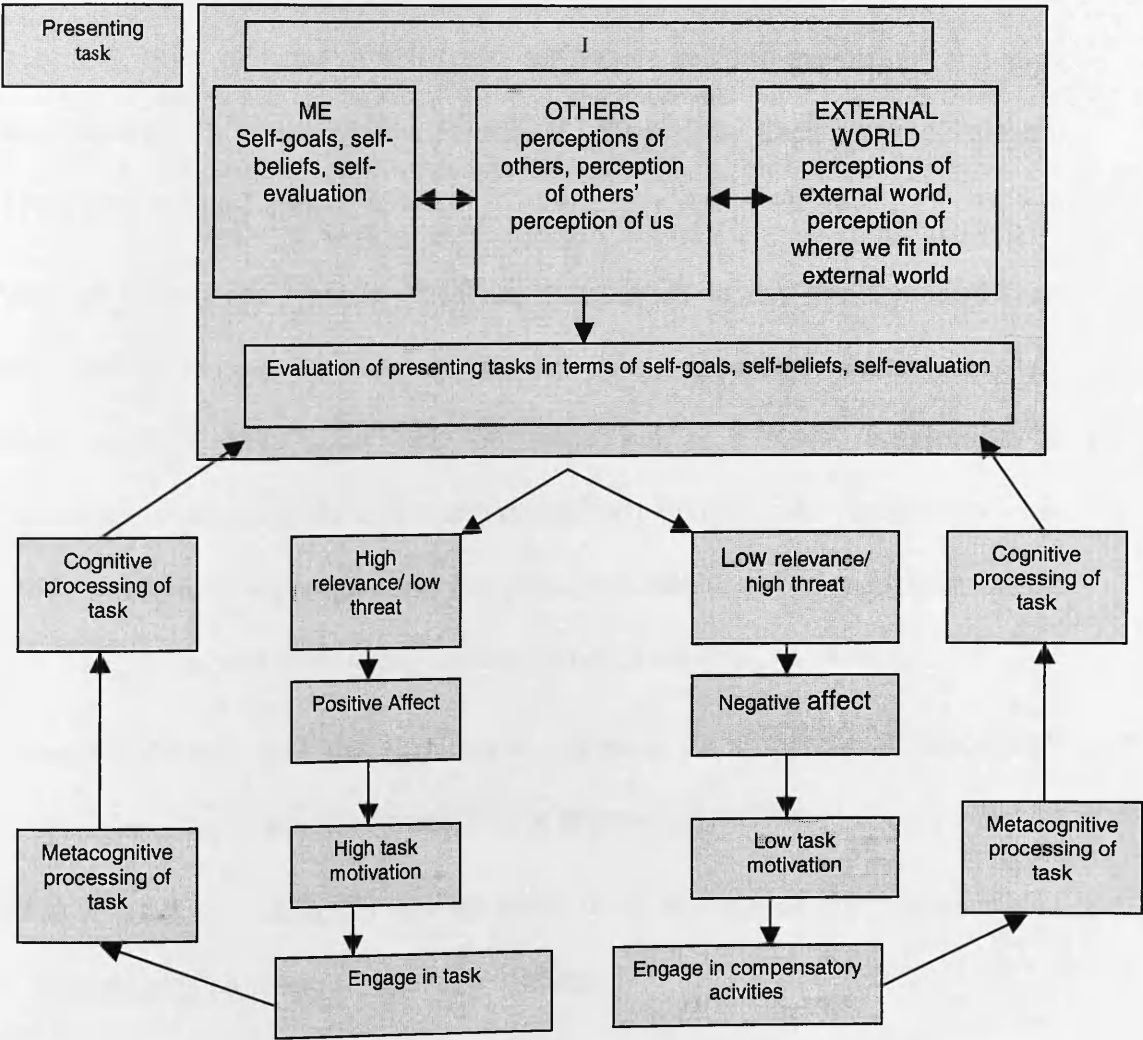 Presenting
task
I
ME
Self-goals, self-
beliefs, self-
evaluation
OTHERS
perceptions of
others, perception
of others'
perception of us
EXTERNAL
WORLD
perceptions of
external world,
perception of
where we fit into
external world
Evaluation of presenting tasks in terms of self-goals, self-beliefs, self-evaluation
Cognitive
processing of
task
High
relevance/ low
threat
Low relevance/
high threat
Cognitive
processing of
task
Positive Affect
Negative affect
Metacognitive
processing of
task
High task
motivation
Low task
motivation
Metacognitive
processing of
task
Engage in task
Engage in compensatory
acivities